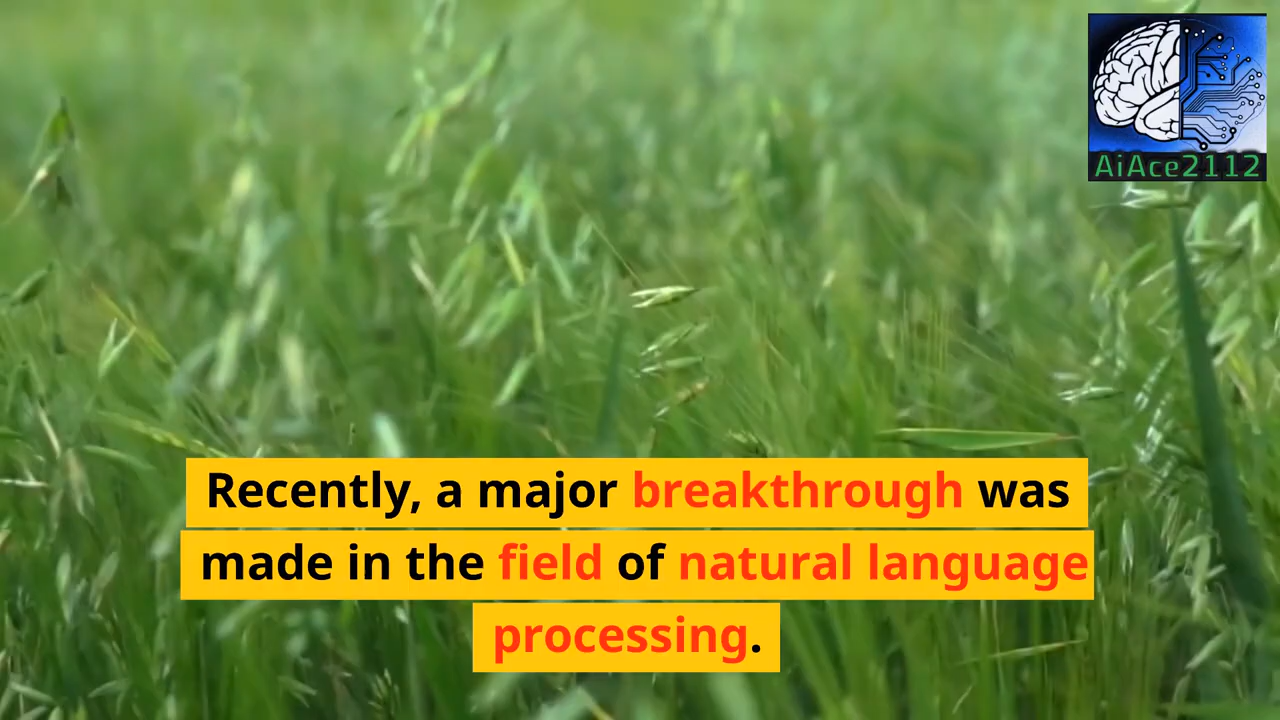 AiAce2112
Recently, a major breakthrough was
made in the field of natural language
processing.